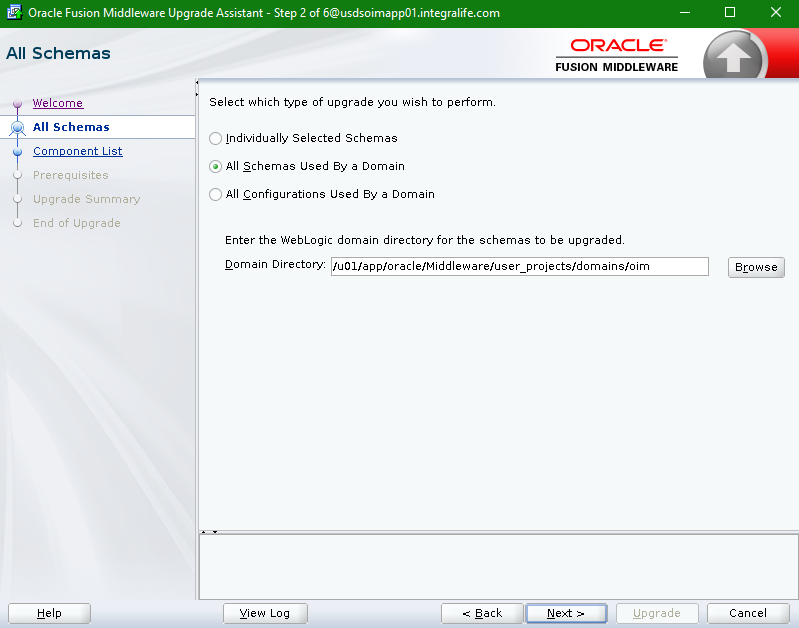 Oracle Fusion Middleware Upgrade Assistant - Step 2 of 6@usdsoimapp01.integralife.com
All Schemas
ORACLE
FUSION MIDDLEWARE
Welcome
All Schemas
Component List
Prerequisites
Upgrade Summary
End of Upgrade
Select which type of upgrade you wish to perform.
Individually Selected Schemas
All Schemas Used By a Domain
All Configurations Used By a Domain
Enter the WebLogic domain directory for the schemas to be upgraded.
Domain Directory: /u01/app/oracle/Middleware/user_projects/domains/oim Browse
Help View Log < Back Next > Upgrade Cancel